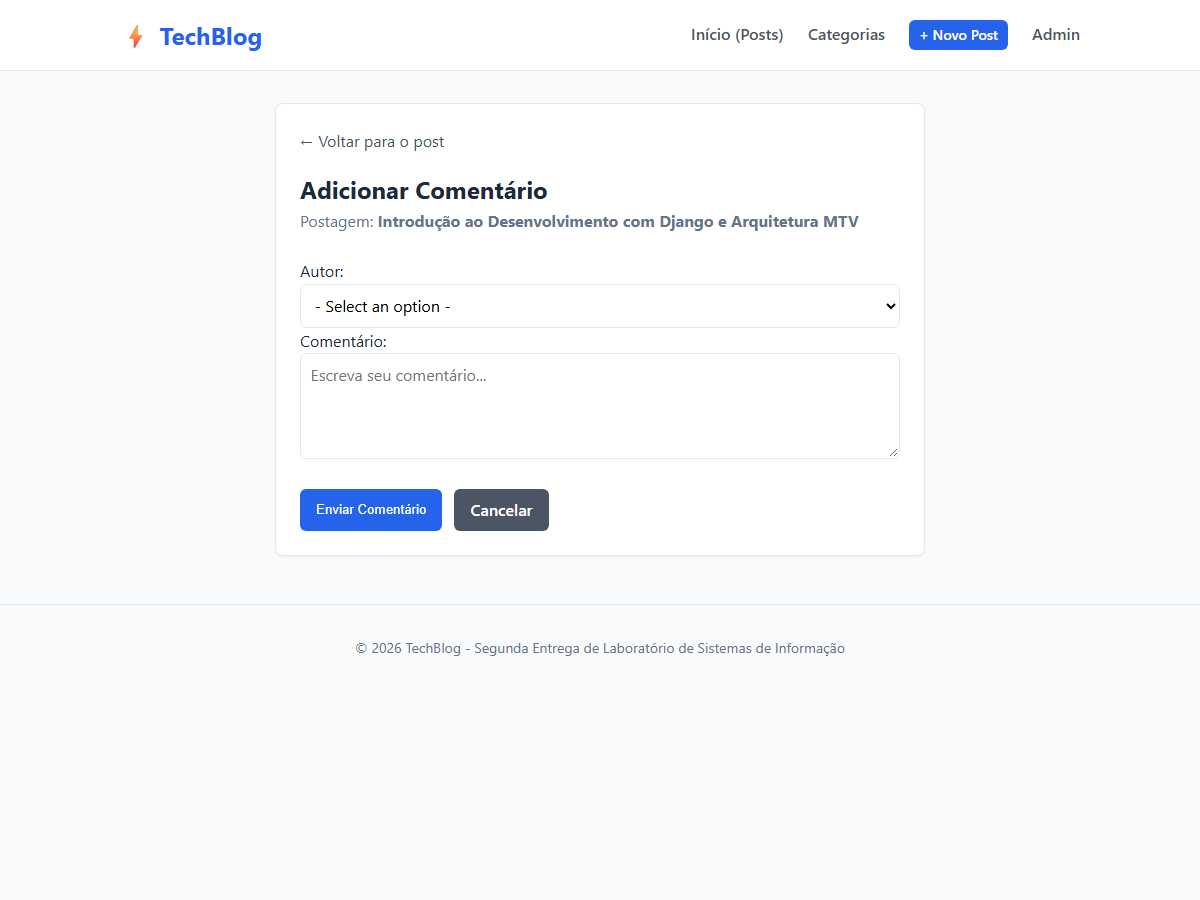 TechBlog
Início (Posts) Categorias + Novo Post Admin
← Voltar para o post
Adicionar Comentário
Postagem: Introdução ao Desenvolvimento com Django e Arquitetura MTV
Autor:
- Select an option -
Comentário:
Escreva seu comentário...
Enviar Comentário Cancelar
© 2026 TechBlog - Segunda Entrega de Laboratório de Sistemas de Informação